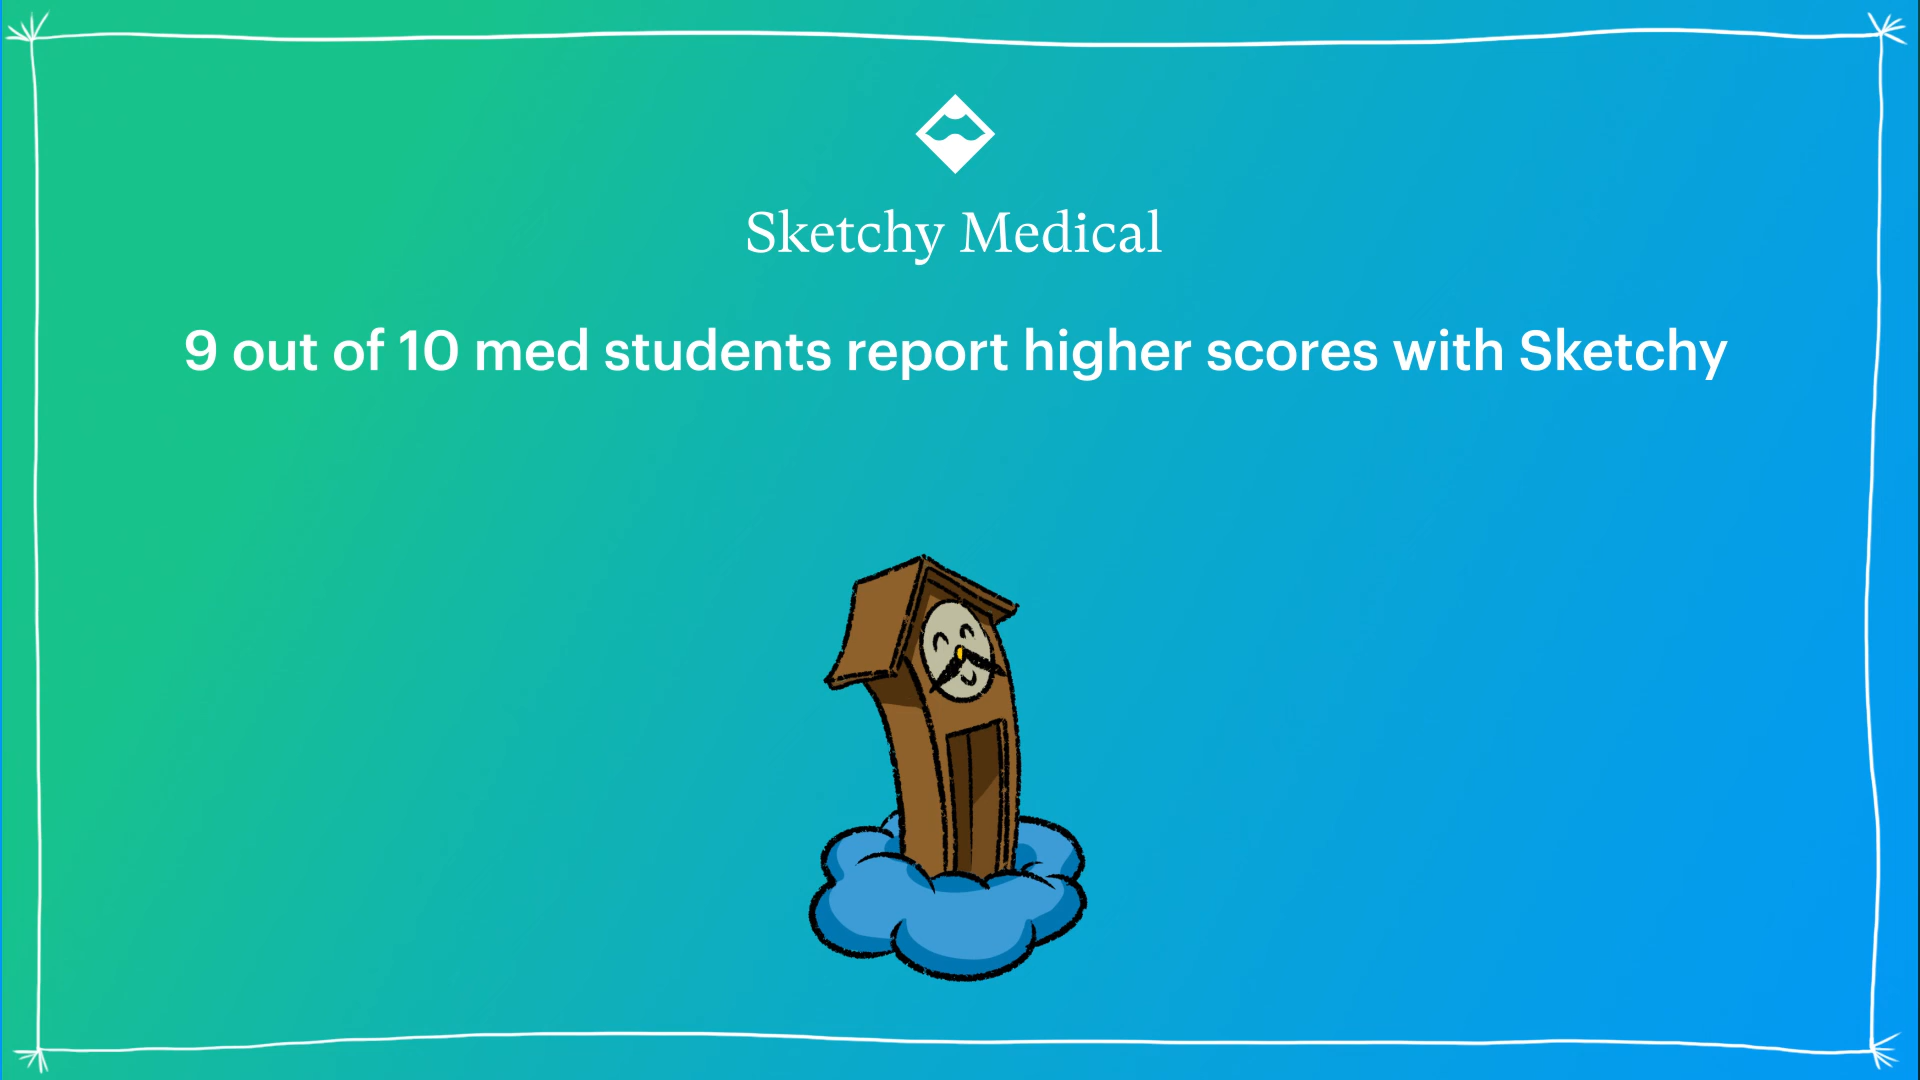 Sketchy Medical
9 out of 10 med students report higher scores with Sketchy